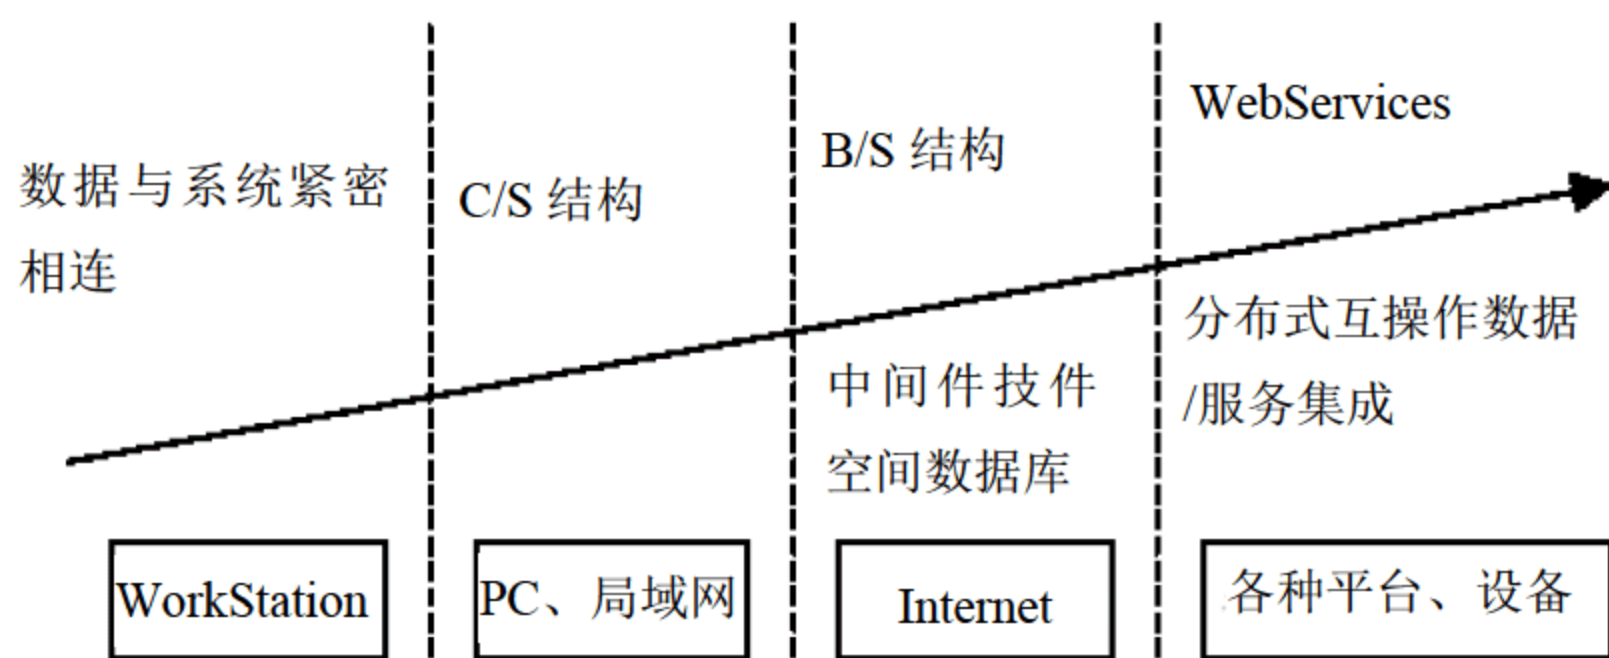 数据与系统紧密
相连
C/S 结构
B/S 结构
中间件技件
空间数据库
WebServices
分布式互操作数据
/服务集成
WorkStation
PC、局域网
Internet
各种平台、设备